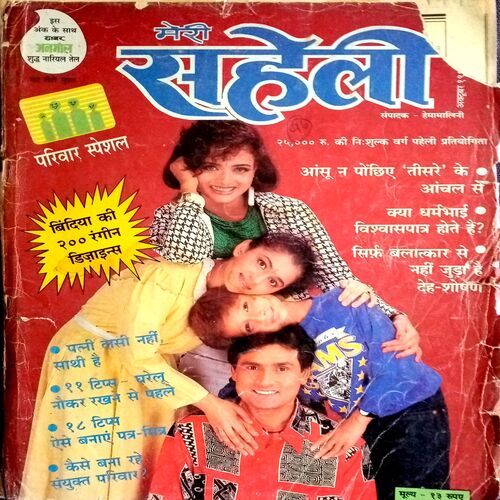 इस
अंक के साथ
जनमोल
शुद्ध नारियल तेल
मेरी
सहेली
अक्टूबर
संपादक - हेमामालिनी
२५,००० रु. की निःशुल्क वर्ग पहेली प्रतियोगिता
परिवार स्पेशल
आंसू न पोंछिए 'तीसरे' के
आंचल से
क्या धर्मभाई
विश्वासपात्र होते हैं?
सिर्फ़ बलात्कार से
नहीं जुड़ा है
देह-शोषण
बिंदिया की
२०० रंगीन
डिज़ाइन्स
पत्नी दासी नहीं,
साथी है
११ टिप्स घरेलू
नौकर रखने से पहले
१८ टिप्स
ऐसे बनाएं पत्र-मित्र
कैसे बना रहे
संयुक्त परिवार?
मूल्य - १३ रुपए